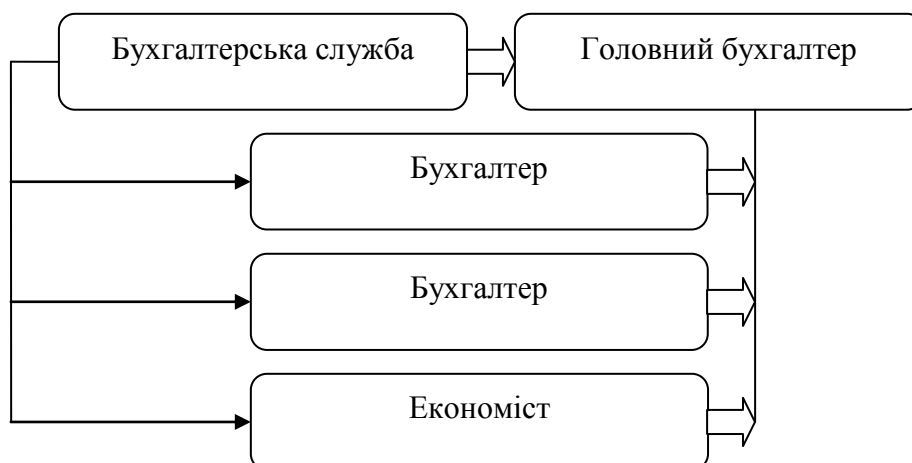 Бухгалтерська служба
Головний бухгалтер
Бухгалтер
Бухгалтер
Економіст